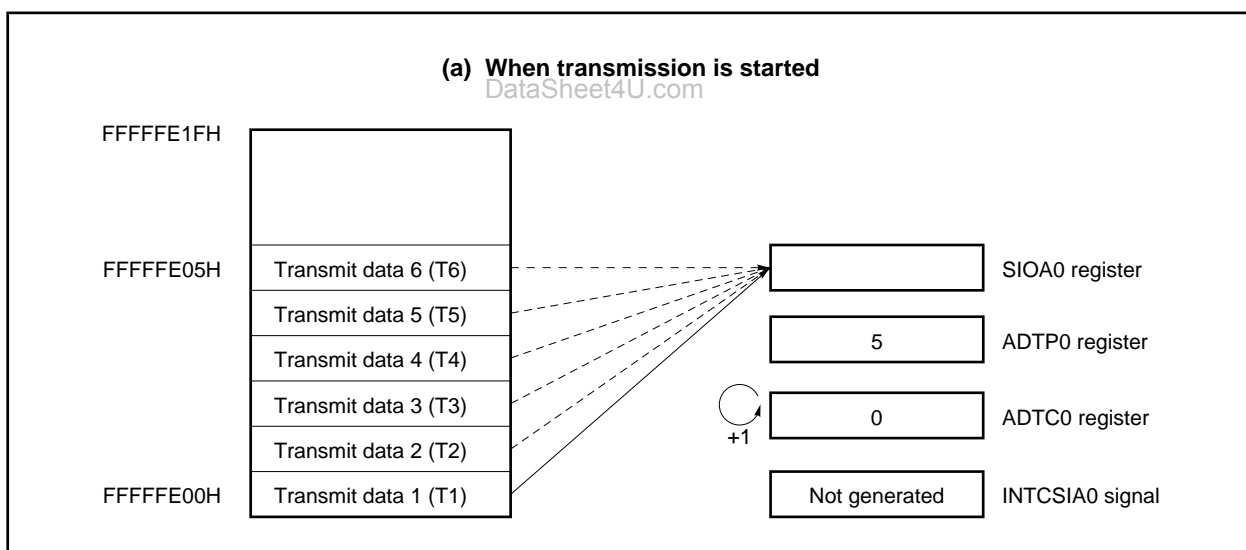 (a) When transmission is started
DataSheet4U.com
FFFFFE1FH
FFFFFE05H Transmit data 6 (T6) SIOA0 register
Transmit data 5 (T5) 5 ADTP0 register
Transmit data 4 (T4)
Transmit data 3 (T3) 0 ADTC0 register
+1
Transmit data 2 (T2)
FFFFFE00H Transmit data 1 (T1) Not generated INTCSIA0 signal